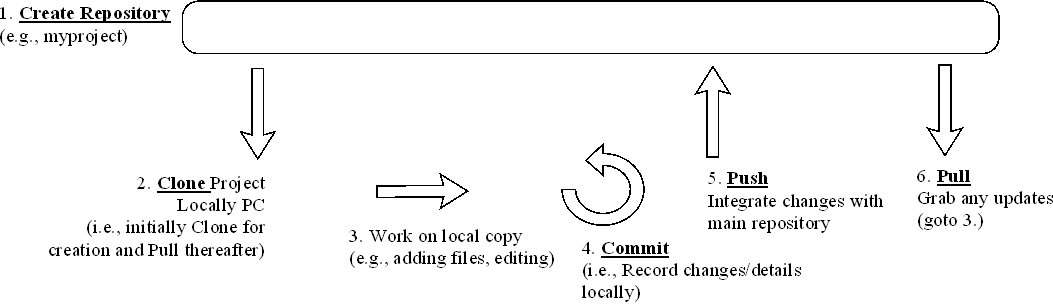 1. Create Repository
(e.g., myproject)
2. Clone Project
Locally PC
(i.e., initially Clone for
creation and Pull thereafter)
3. Work on local copy
(e.g., adding files, editing)
4. Commit
(i.e., Record changes/details
locally)
5. Push
Integrate changes with
main repository
6. Pull
Grab any updates
(goto 3.)